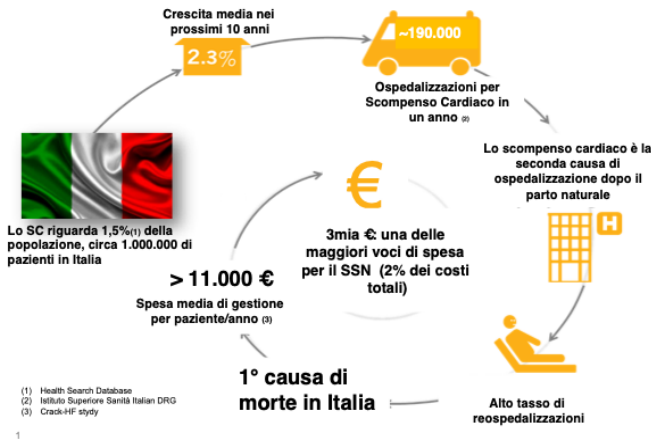 Crescita media nei
prossimi 10 anni
2.3%
~190.000
Ospedalizzazioni per
Scompenso Cardiaco in
un anno (2)
Lo scompenso cardiaco è la
seconda causa di
ospedalizzazione dopo il
parto naturale
H
Lo SC riguarda 1,5%(1) della
popolazione, circa 1.000.000 di
pazienti in Italia
€
3mia €: una delle
maggiori voci di spesa
per il SSN (2% dei costi
totali)
> 11.000 €
Spesa media di gestione
per paziente/anno (3)
1° causa di
morte in Italia
Alto tasso di
reospedalizzazioni
(1) Health Search Database
(2) Istituto Superiore Sanità Italian DRG
(3) Crack-HF stydy
1